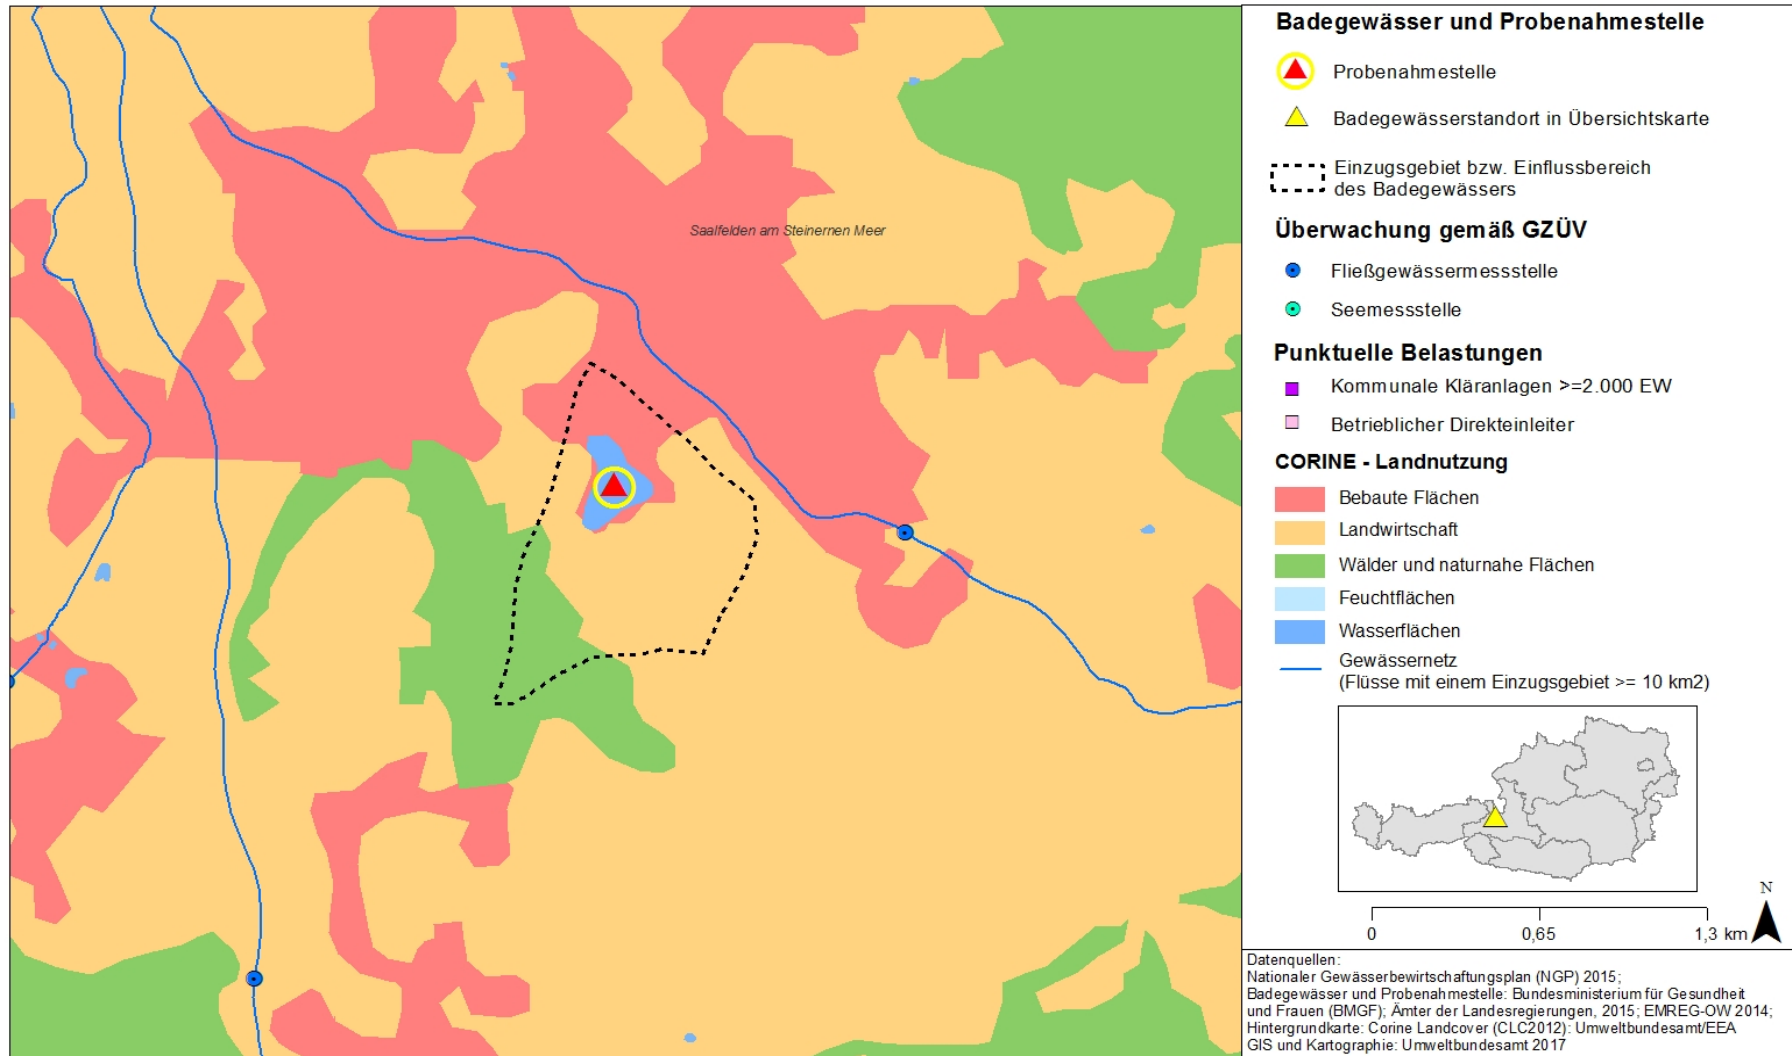 Saalfelden am Steinernen Meer
Badegewässer und Probenahmestelle
Probenahmestelle
Badegewässerstandort in Übersichtskarte
Einzugsgebiet bzw. Einflussbereich
des Badegewässers
Überwachung gemäß GZÜV
Fließgewässermessstelle
Seemessstelle
Punktuelle Belastungen
Kommunale Kläranlagen >=2.000 EW
Betrieblicher Direkteinleiter
CORINE - Landnutzung
Bebaute Flächen
Landwirtschaft
Wälder und naturnahe Flächen
Feuchtflächen
Wasserflächen
Gewässernetz
(Flüsse mit einem Einzugsgebiet >= 10 km2)
N
0 0,65 1,3 km
Datenquellen:
Nationaler Gewässerbewirtschaftungsplan (NGP) 2015;
Badegewässer und Probenahmestelle: Bundesministerium für Gesundheit
und Frauen (BMGF); Ämter der Landesregierungen, 2015; EMREG-OW 2014;
Hintergrundkarte: Corine Landcover (CLC2012): Umweltbundesamt/EEA
GIS und Kartographie: Umweltbundesamt 2017